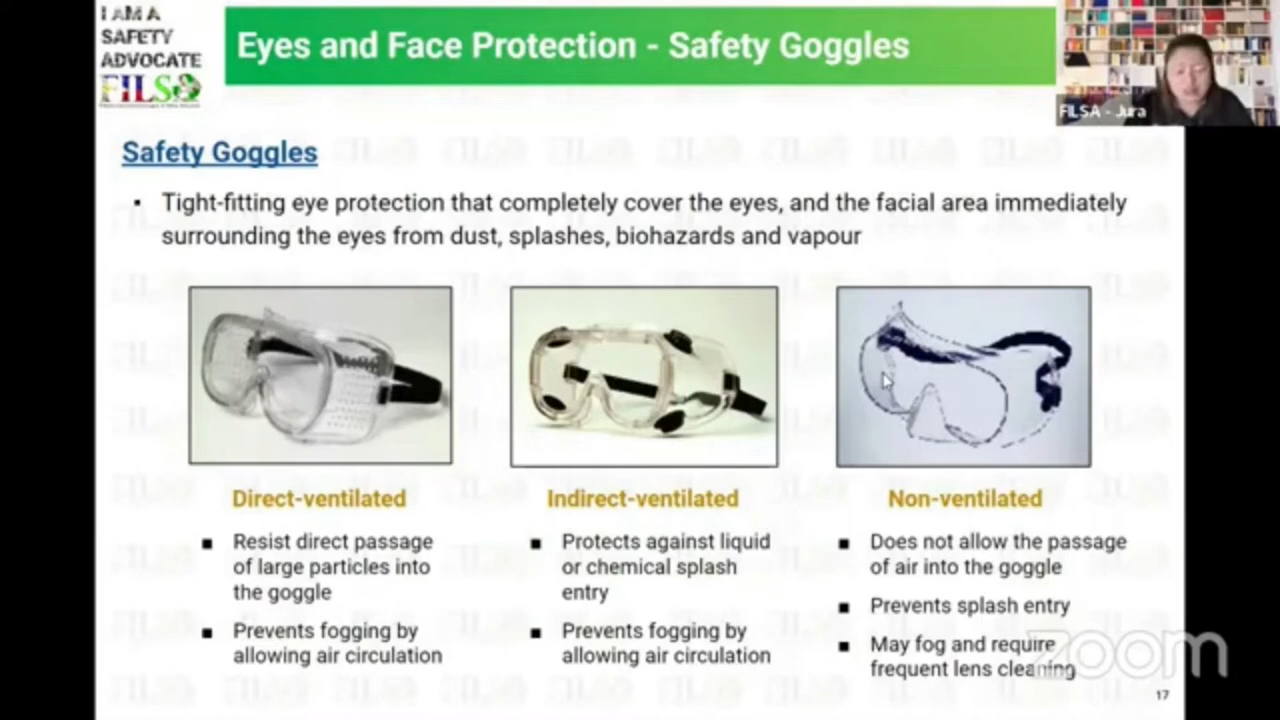 I AM A
SAFETY
ADVOCATE
FILSA
Eyes and Face Protection - Safety Goggles
FILSA - Jura
Safety Goggles
▪ Tight-fitting eye protection that completely cover the eyes, and the facial area immediately
surrounding the eyes from dust, splashes, biohazards and vapour
Direct-ventilated
■ Resist direct passage
of large particles into
the goggle
■ Prevents fogging by
allowing air circulation
Indirect-ventilated
■ Protects against liquid
or chemical splash
entry
■ Prevents fogging by
allowing air circulation
Non-ventilated
■ Does not allow the passage
of air into the goggle
■ Prevents splash entry
■ May fog and require
frequent lens cleaning
zoom
17